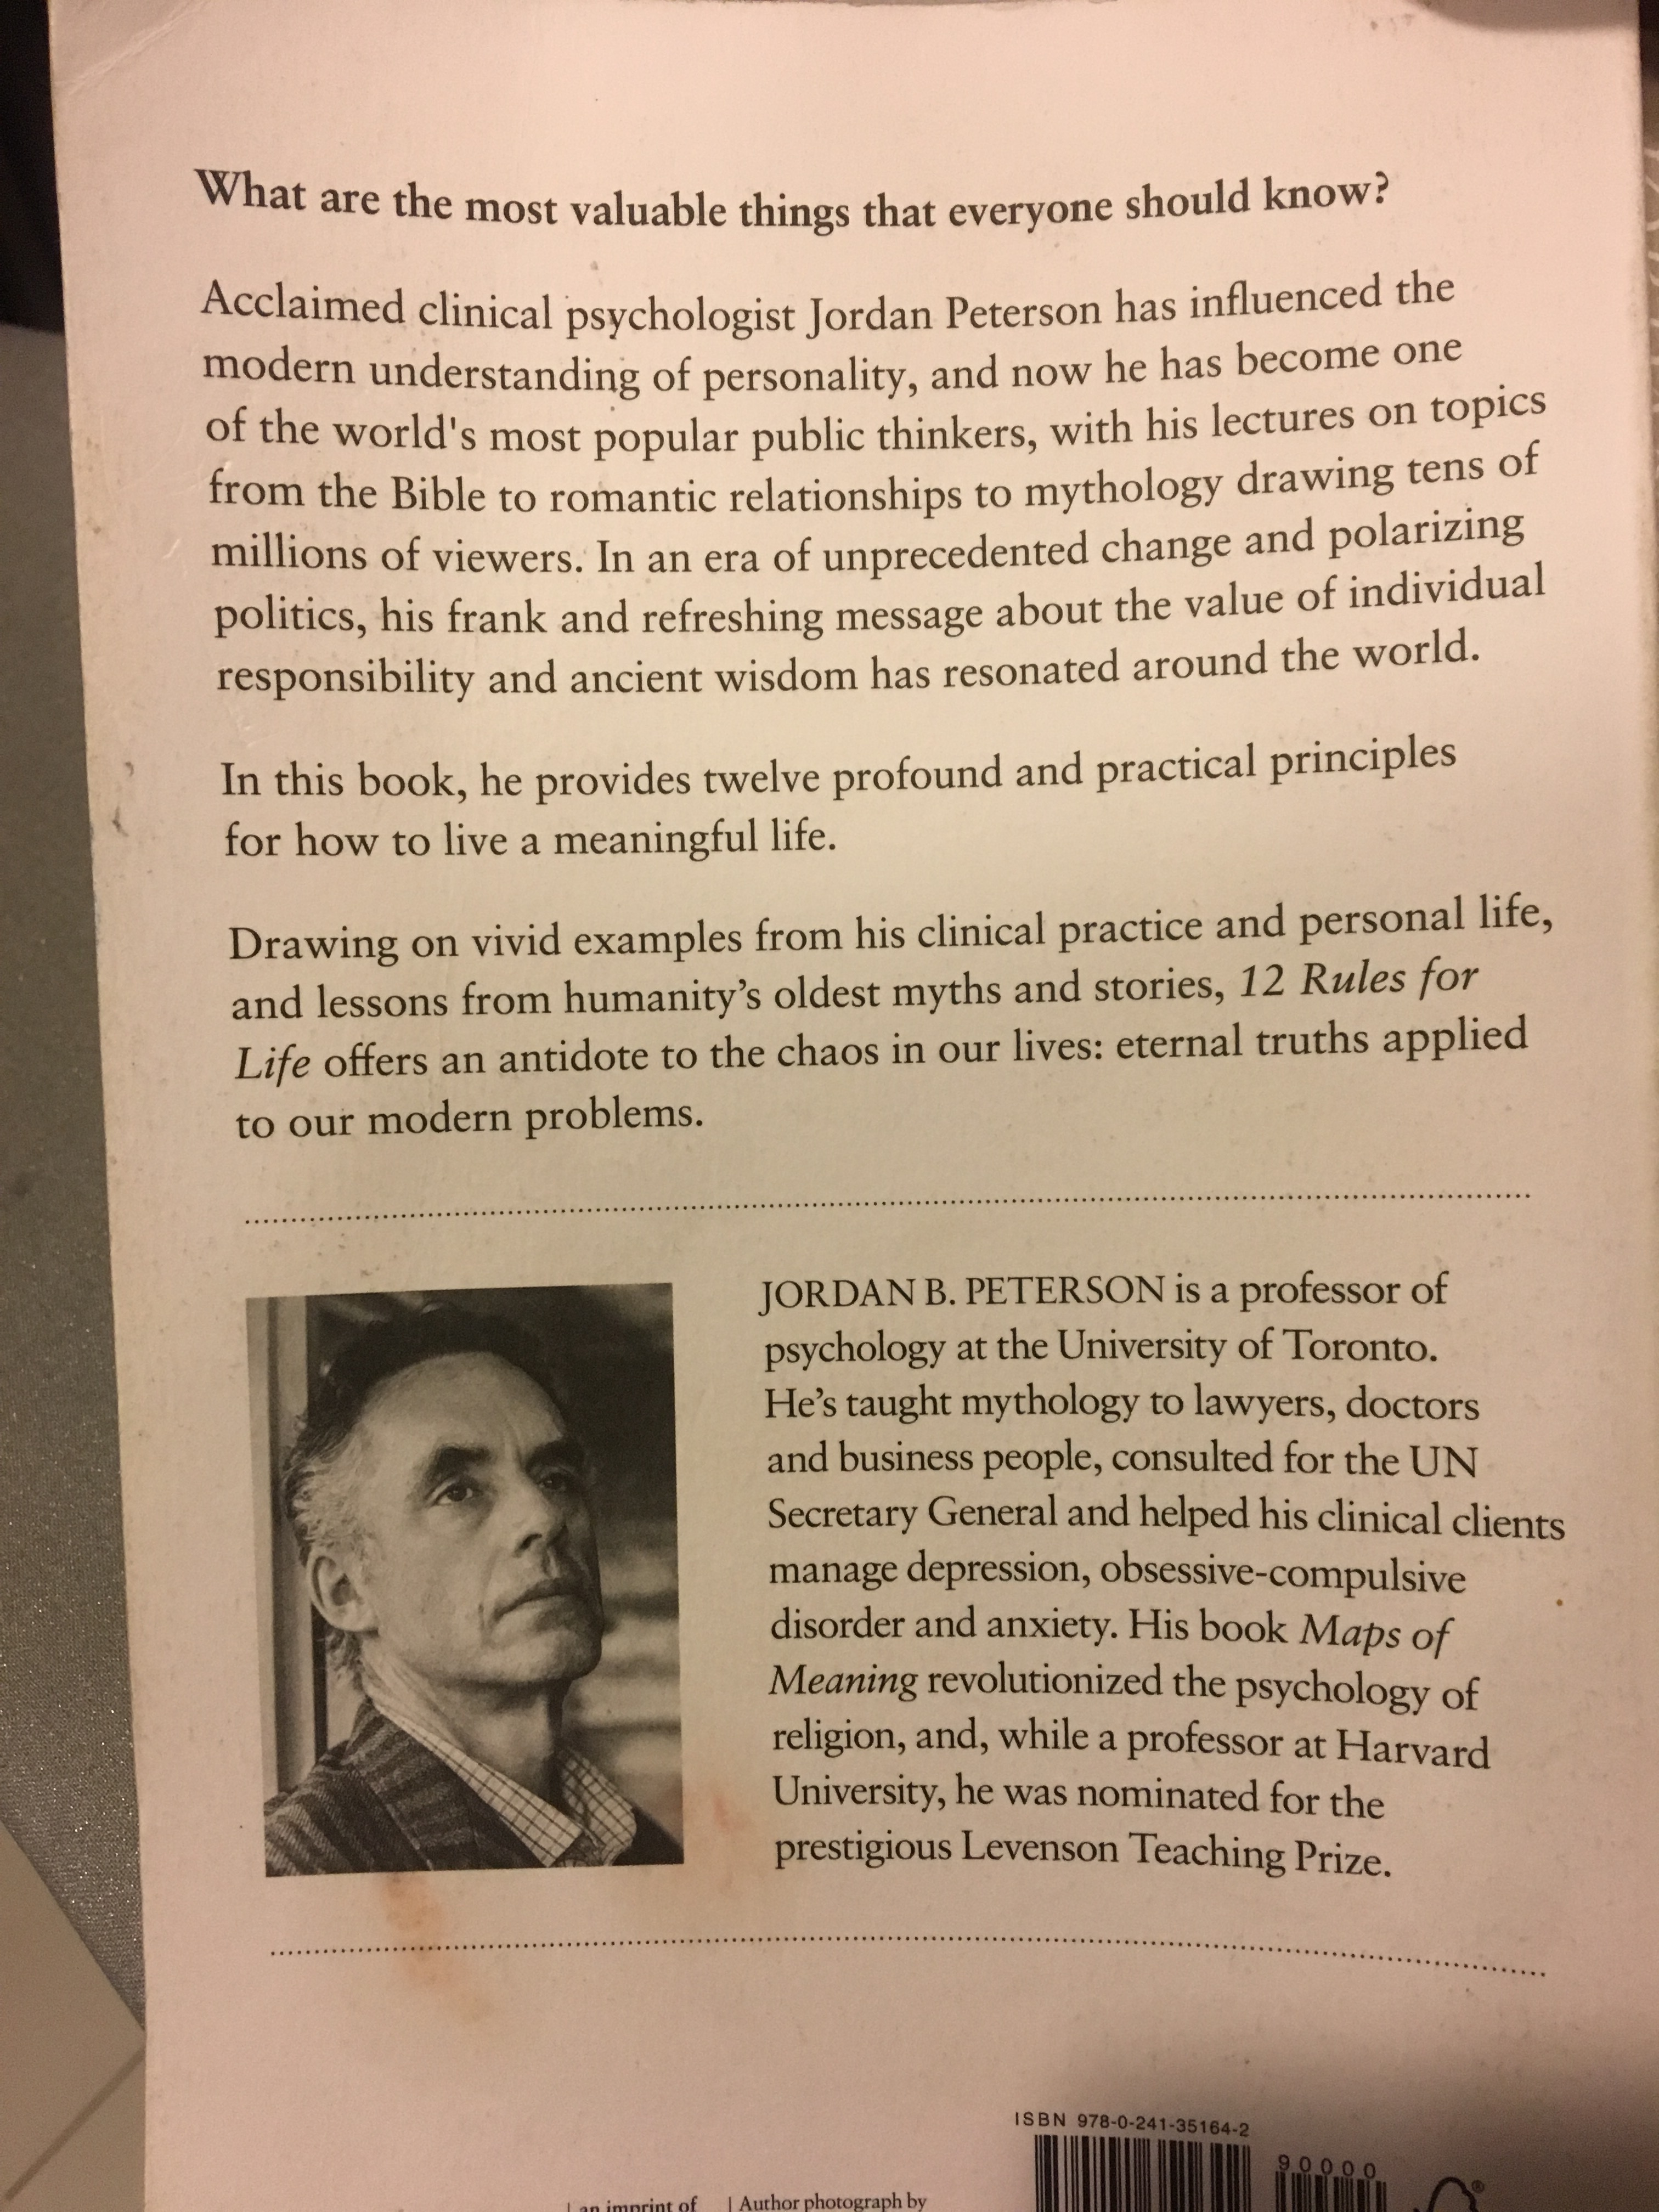 What are the most valuable things that everyone should know?
Acclaimed clinical psychologist Jordan Peterson has influenced the
modern understanding of personality, and now he has become one
of the world's most popular public thinkers, with his lectures on topics
from the Bible to romantic relationships to mythology drawing tens of
millions of viewers. In an era of unprecedented change and polarizing
politics, his frank and refreshing message about the value of individual
responsibility and ancient wisdom has resonated around the world.
In this book, he provides twelve profound and practical principles
for how to live a meaningful life.
Drawing on vivid examples from his clinical practice and personal life,
and lessons from humanity’s oldest myths and stories, 12 Rules for
Life offers an antidote to the chaos in our lives: eternal truths applied
to our modern problems.
JORDAN B. PETERSON is a professor of
psychology at the University of Toronto.
He’s taught mythology to lawyers, doctors
and business people, consulted for the UN
Secretary General and helped his clinical clients
manage depression, obsessive-compulsive
disorder and anxiety. His book Maps of
Meaning revolutionized the psychology of
religion, and, while a professor at Harvard
University, he was nominated for the
prestigious Levenson Teaching Prize.
ISBN 978-0-241-35164-2
90000
| an imprint of | Author photograph by